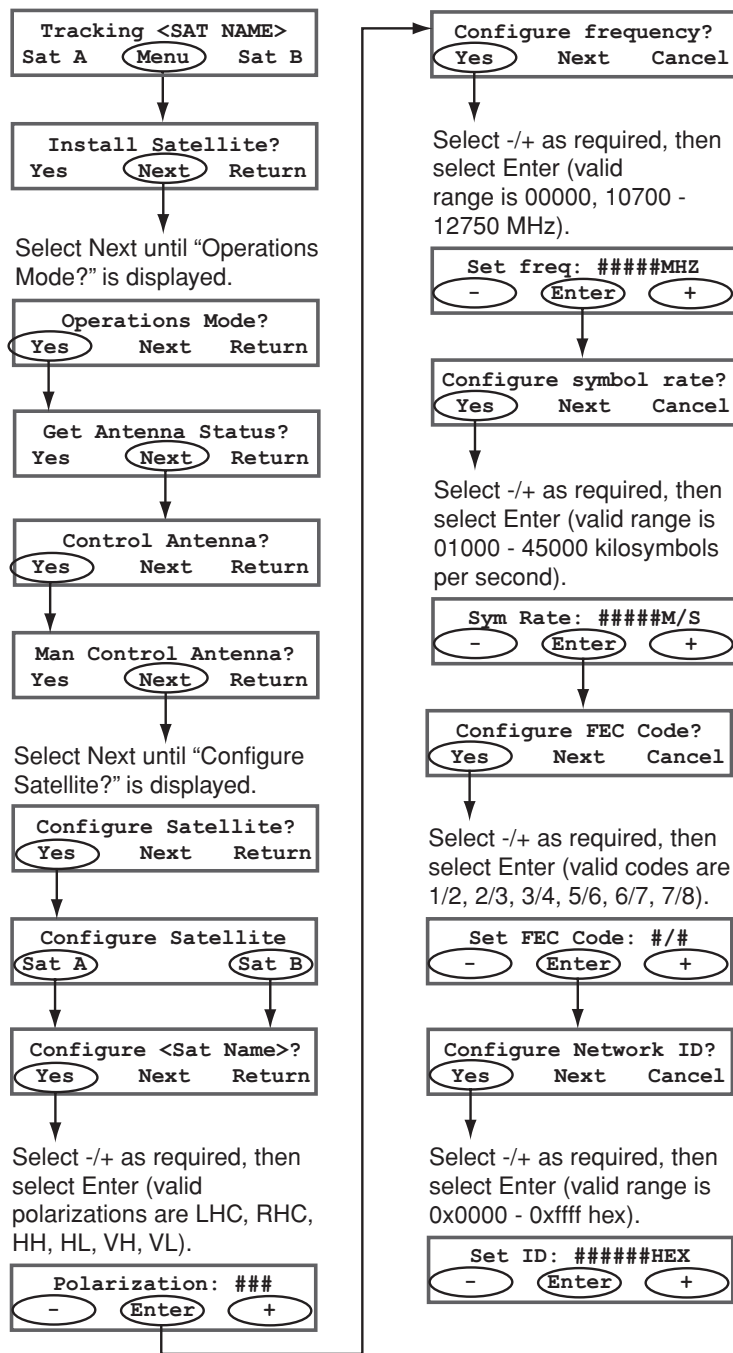 Tracking <SAT NAME>
Sat A Menu Sat B
Install Satellite?
Yes Next Return
Select Next until “Operations
Mode?” is displayed.
Operations Mode?
Yes Next Return
Get Antenna Status?
Yes Next Return
Control Antenna?
Yes Next Return
Man Control Antenna?
Yes Next Return
Select Next until “Configure
Satellite?” is displayed.
Configure Satellite?
Yes Next Return
Configure Satellite
Sat A Sat B
Configure <Sat Name>?
Yes Next Return
Select -/+ as required, then
select Enter (valid
polarizations are LHC, RHC,
HH, HL, VH, VL).
Polarization: ###
- Enter +
Configure frequency?
Yes Next Cancel
Select -/+ as required, then
select Enter (valid
range is 00000, 10700 -
12750 MHz).
Set freq: #####MHZ
- Enter +
Configure symbol rate?
Yes Next Cancel
Select -/+ as required, then
select Enter (valid range is
01000 - 45000 kilosymbols
per second).
Sym Rate: #####M/S
- Enter +
Configure FEC Code?
Yes Next Cancel
Select -/+ as required, then
select Enter (valid codes are
1/2, 2/3, 3/4, 5/6, 6/7, 7/8).
Set FEC Code: #/#
- Enter +
Configure Network ID?
Yes Next Cancel
Select -/+ as required, then
select Enter (valid range is
0x0000 - 0xffff hex).
Set ID: ######HEX
- Enter +